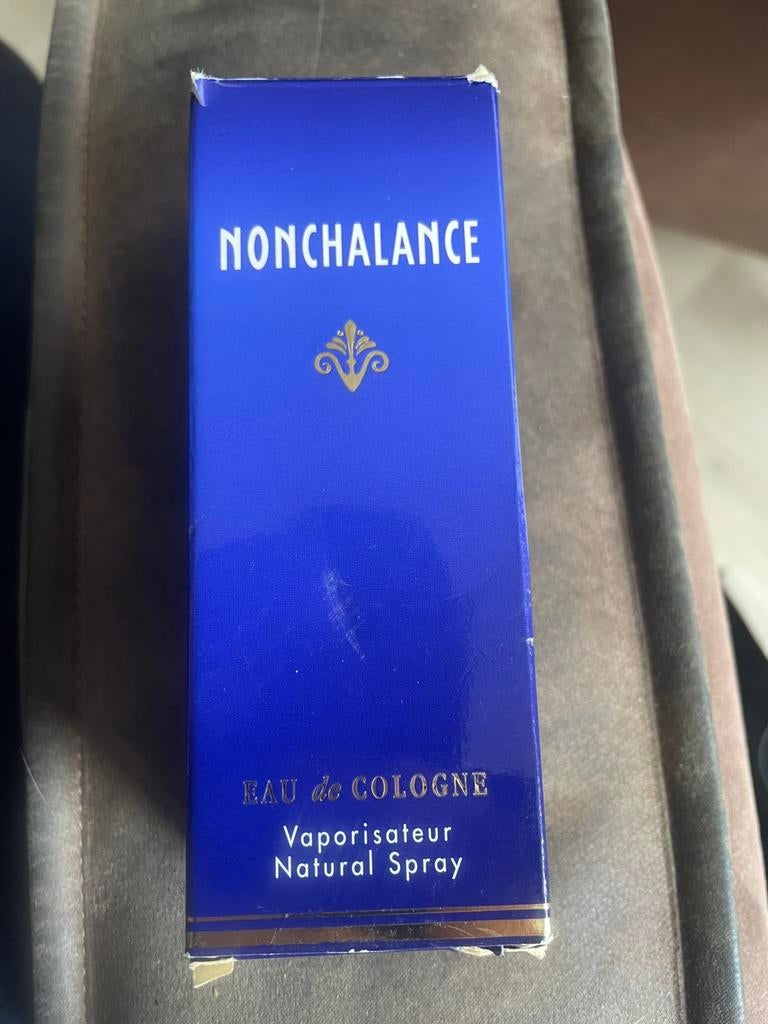 NONCHALANCE
EAU de COLOGNE
Vaporisateur
Natural Spray